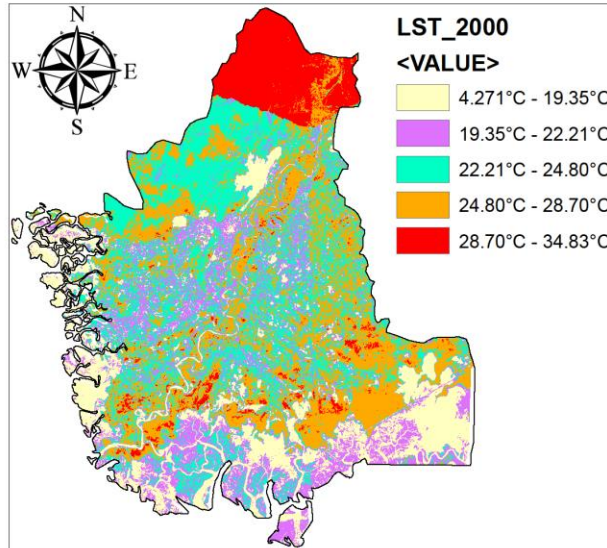 N
W E
S
LST_2000
<VALUE>
4.271°C - 19.35°C
19.35°C - 22.21°C
22.21°C - 24.80°C
24.80°C - 28.70°C
28.70°C - 34.83°C